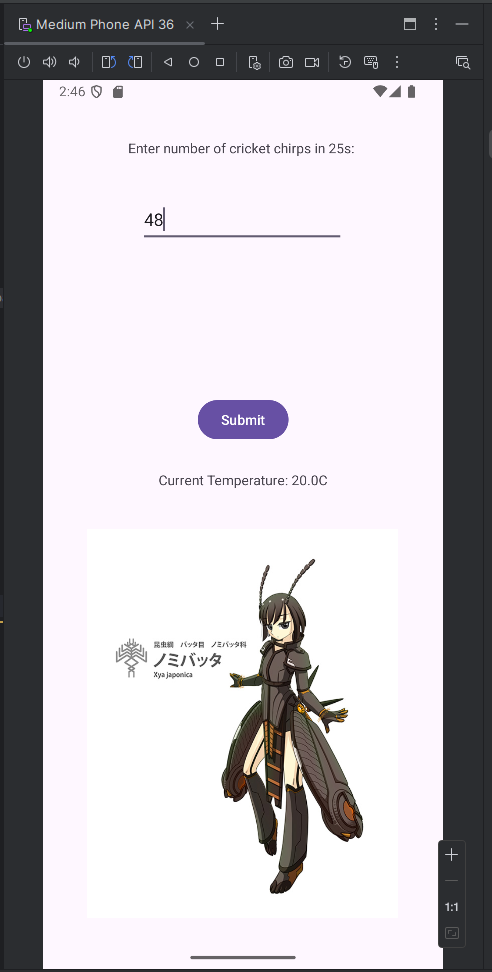 Medium Phone API 36
2:46
Enter number of cricket chirps in 25s:
48
Submit
Current Temperature: 20.0C
昆虫綱 バッタ目 ノミバッタ科
ノミバッタ
Xya japonica
1:1